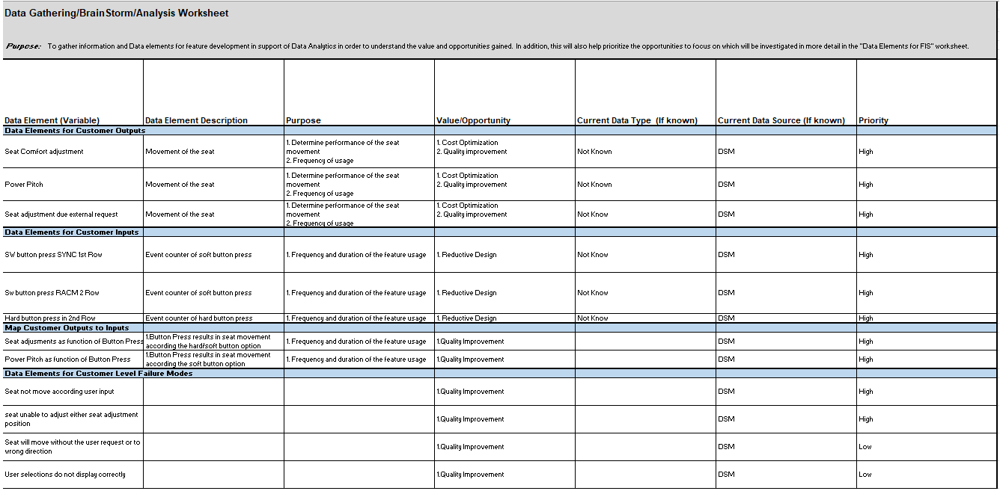 Data Gathering/BrainStorm/Analysis Worksheet
Purpose: To gather information and Data elements for feature development in support of Data Analytics in order to understand the value and opportunities gained. In addition, this will also help prioritize the opportunities to focus on which will be investigated in more detail in the "Data Elements for FIS" worksheet.
Data Element (Variable) Data Element Description Purpose Value/Opportunity Current Data Type (If known) Current Data Source (If known) Priority
Data Elements for Customer Outputs
Seat Comfort adjustment
Movement of the seat
1. Determine performance of the seat
movement
2. Frequency of usage
1. Cost Optimization
2. Quality improvement
Not Known
DSM
High
Power Pitch
Movement of the seat
1. Determine performance of the seat
movement
2. Frequency of usage
1. Cost Optimization
2. Quality improvement
Not Known
DSM
High
Seat adjustment due external request
Movement of the seat
1. Determine performance of the seat
movement
2. Frequency of usage
1. Cost Optimization
2. Quality improvement
Not Know
DSM
High
Data Elements for Customer Inputs
SW button press SYNC 1st Row
Event counter of soft button press
1. Frequency and duration of the feature usage
1. Reductive Design
Not Know
DSM
High
Sw button press RACM 2 Row
Event counter of soft button press
1. Frequency and duration of the feature usage
1. Reductive Design
Not Know
DSM
High
Hard button press in 2nd Row
Event counter of hard button press
1. Frequency and duration of the feature usage
1. Reductive Design
Not Know
DSM
High
Map Customer Outputs to Inputs
Seat adjusments as function of Button Press
1.Button Press results in seat movement
according the hard/soft button option
1. Frequency and duration of the feature usage
1.Quality Improvement
DSM
High
Power Pitch as function of Button Press
1.Button Press results in seat movement
according the soft button option
1. Frequency and duration of the feature usage
1.Quality Improvement
DSM
High
Data Elements for Customer Level Failure Modes
Seat not move according user input
1.Quality Improvement
DSM
High
seat unable to adjust either seat adjustment
position
1.Quality Improvement
DSM
High
Seat will move without the user request or to
wrong direction
1.Quality Improvement
DSM
Low
User selections do not display correctly
1.Quality Improvement
DSM
Low